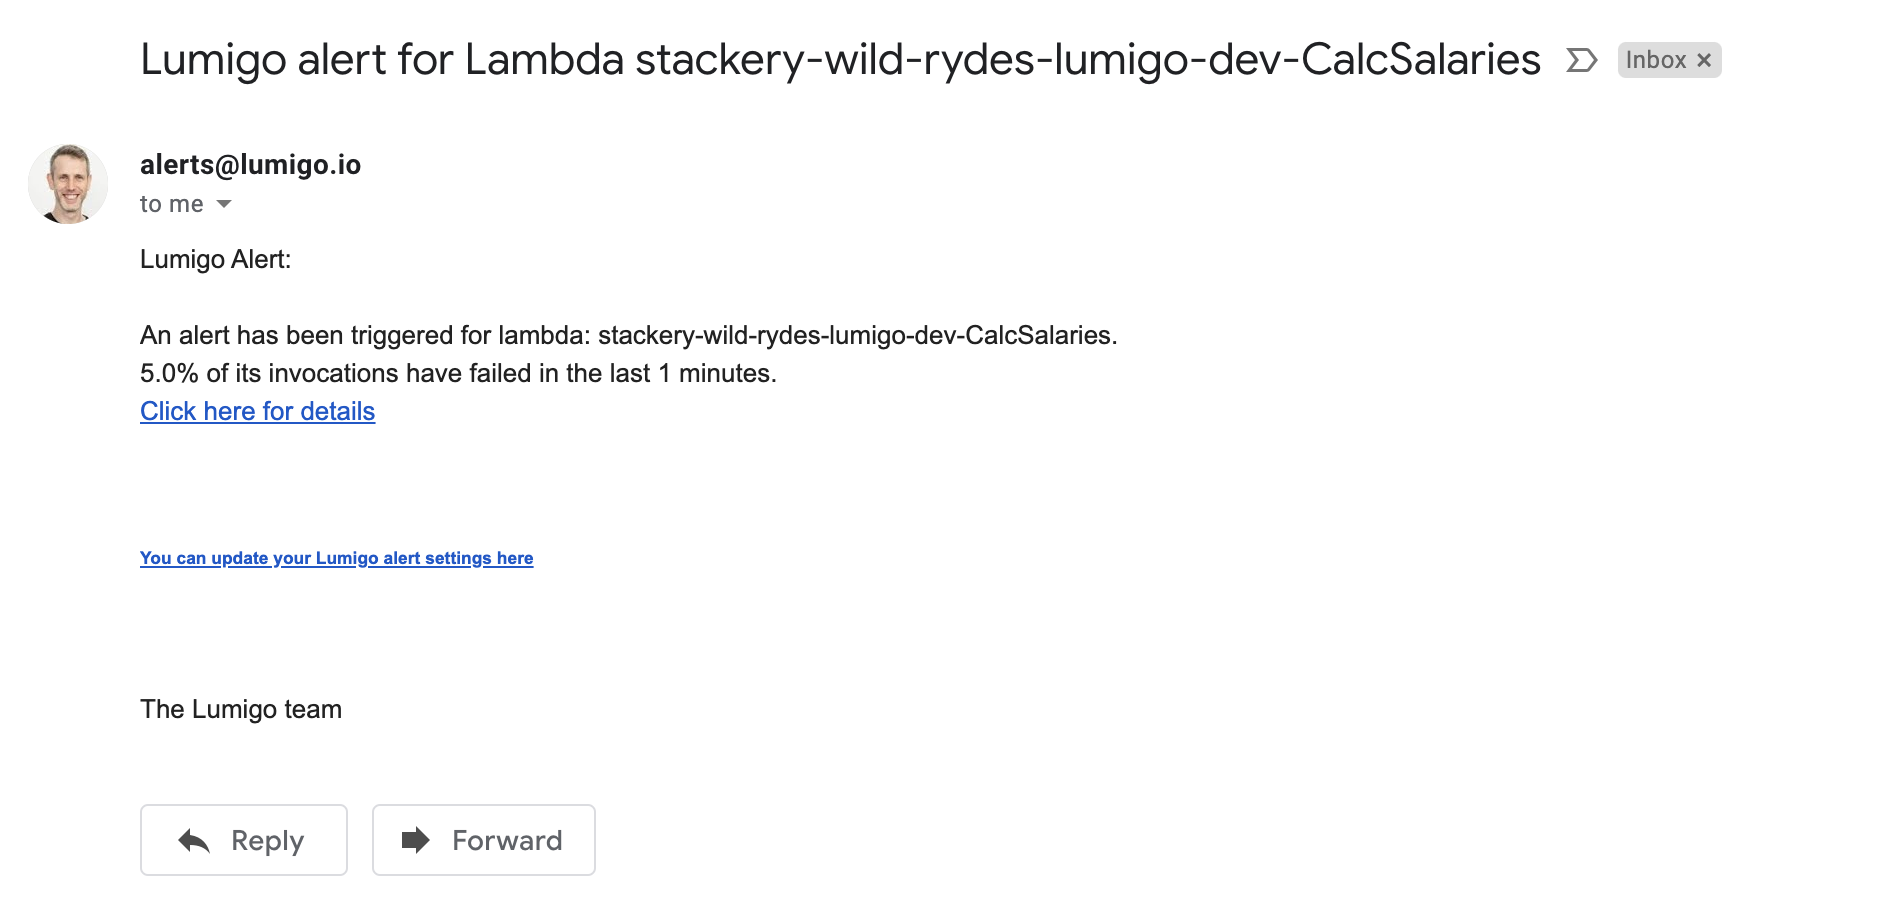 Lumigo alert for Lambda stackery-wild-rydes-lumigo-dev-CalcSalaries Inbox ×
alerts@lumigo.io
to me
Lumigo Alert:
An alert has been triggered for lambda: stackery-wild-rydes-lumigo-dev-CalcSalaries.
5.0% of its invocations have failed in the last 1 minutes.
Click here for details
You can update your Lumigo alert settings here
The Lumigo team
Reply Forward